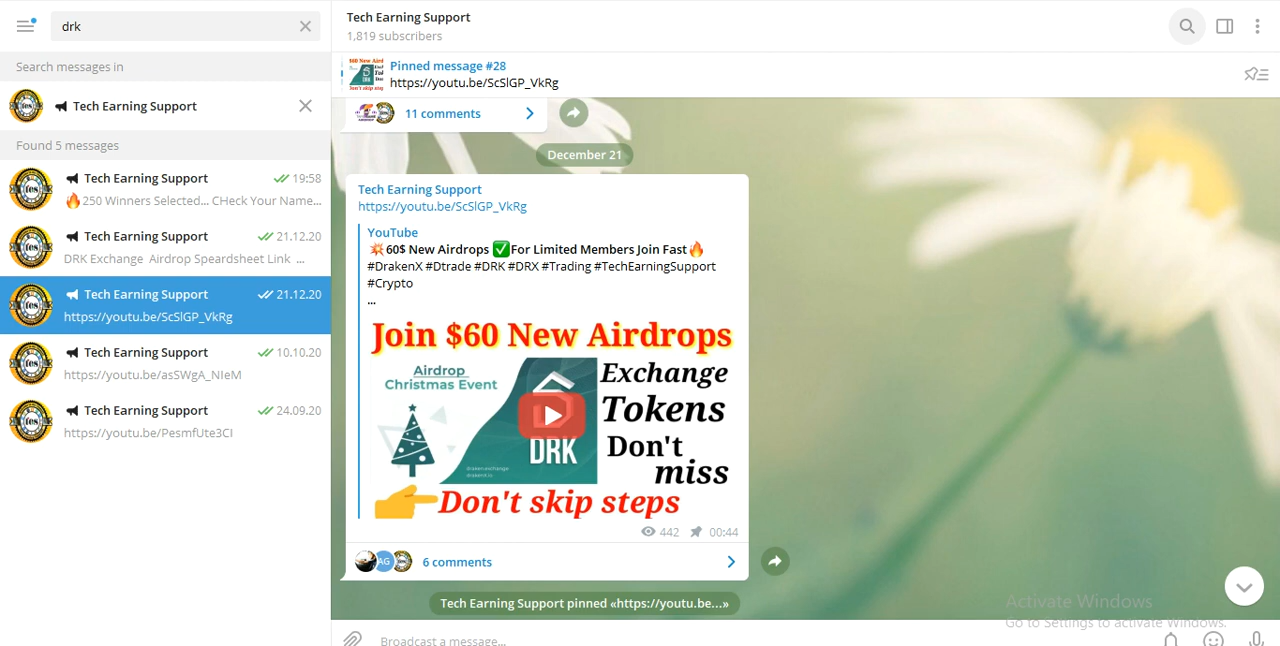 drk
Search messages in
Tech Earning Support
Found 5 messages
Tech Earning Support 19:58
🔥250 Winners Selected... CHeck Your Name...
Tech Earning Support 21.12.20
DRK Exchange Airdrop Speardsheet Link ...
Tech Earning Support 21.12.20
https://youtu.be/ScSlGP_VkRg
Tech Earning Support 10.10.20
https://youtu.be/asSWgA_NIeM
Tech Earning Support 24.09.20
https://youtu.be/PesmfUte3CI
Tech Earning Support
1,819 subscribers
Pinned message #28
https://youtu.be/ScSlGP_VkRg
11 comments
December 21
Tech Earning Support
https://youtu.be/ScSlGP_VkRg
YouTube
💥60$ New Airdrops ✅For Limited Members Join Fast🔥
#DrakenX #Dtrade #DRK #DRX #Trading #TechEarningSupport
#Crypto
...
Join $60 New Airdrops
Airdrop
Christmas Event
DRK
Exchange
Tokens
Don't
miss
Don't skip steps
442 00:44
AG
6 comments
Tech Earning Support pinned «https://youtu.be...»
Activate Windows
Go to Settings to activate Windows.
Broadcast a message...